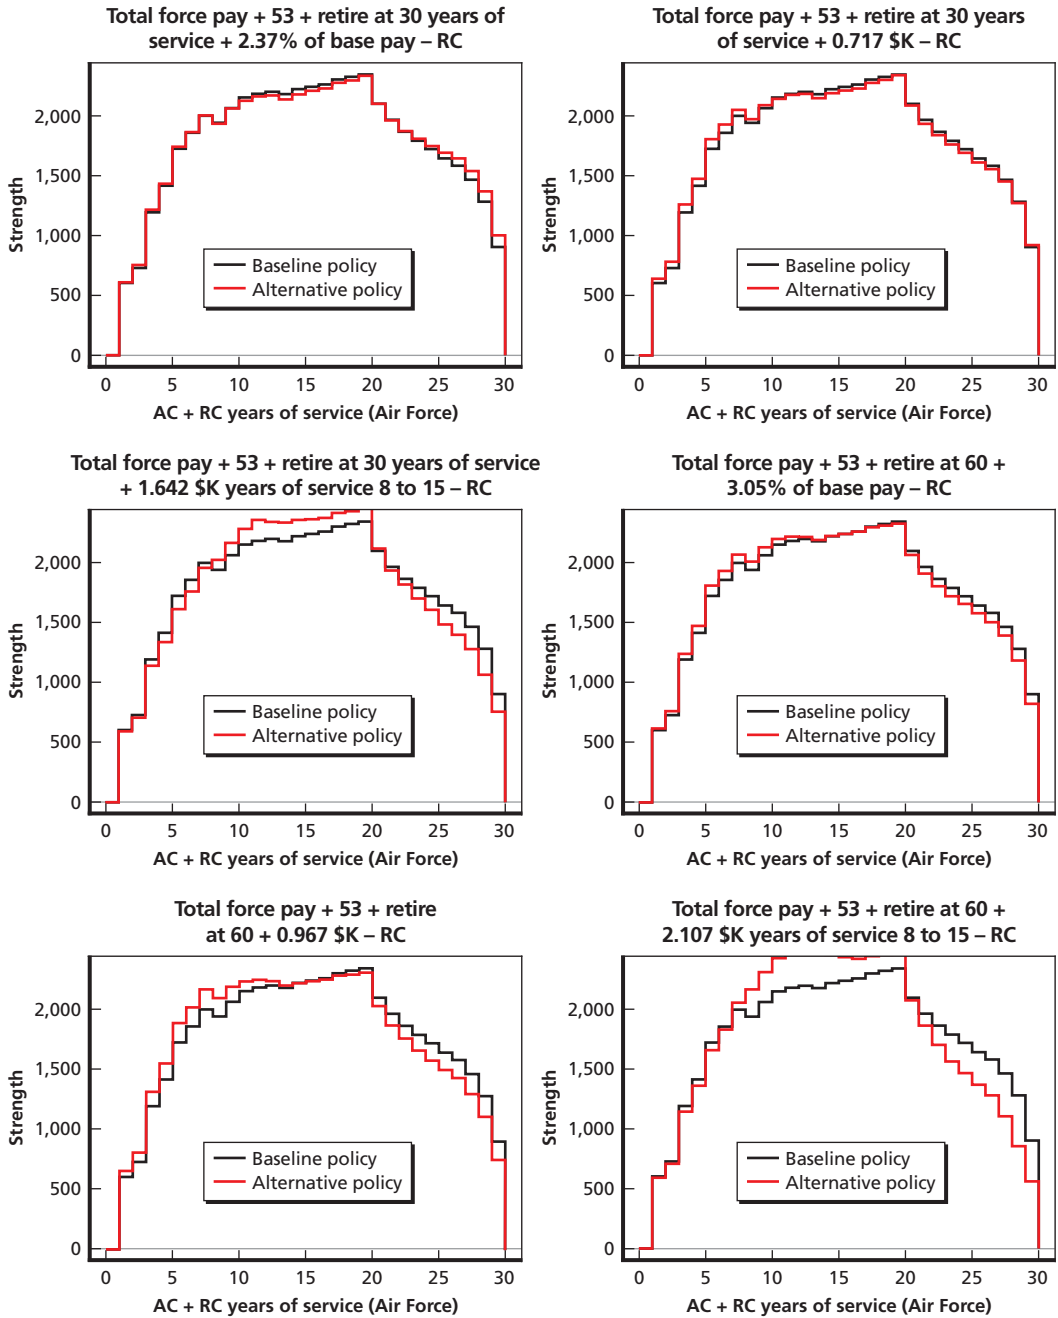 Total force pay + 53 + retire at 30 years of
service + 2.37% of base pay – RC
Strength
2,000
1,500
1,000
500
0
Baseline policy
Alternative policy
0 5 10 15 20 25 30
AC + RC years of service (Air Force)
Total force pay + 53 + retire at 30 years
of service + 0.717 $K – RC
Strength
2,000
1,500
1,000
500
0
Baseline policy
Alternative policy
0 5 10 15 20 25 30
AC + RC years of service (Air Force)
Total force pay + 53 + retire at 30 years of service
+ 1.642 $K years of service 8 to 15 – RC
Strength
2,000
1,500
1,000
500
0
Baseline policy
Alternative policy
0 5 10 15 20 25 30
AC + RC years of service (Air Force)
Total force pay + 53 + retire at 60 +
3.05% of base pay – RC
Strength
2,000
1,500
1,000
500
0
Baseline policy
Alternative policy
0 5 10 15 20 25 30
AC + RC years of service (Air Force)
Total force pay + 53 + retire
at 60 + 0.967 $K – RC
Strength
2,000
1,500
1,000
500
0
Baseline policy
Alternative policy
0 5 10 15 20 25 30
AC + RC years of service (Air Force)
Total force pay + 53 + retire at 60 +
2.107 $K years of service 8 to 15 – RC
Strength
2,000
1,500
1,000
500
0
Baseline policy
Alternative policy
0 5 10 15 20 25 30
AC + RC years of service (Air Force)